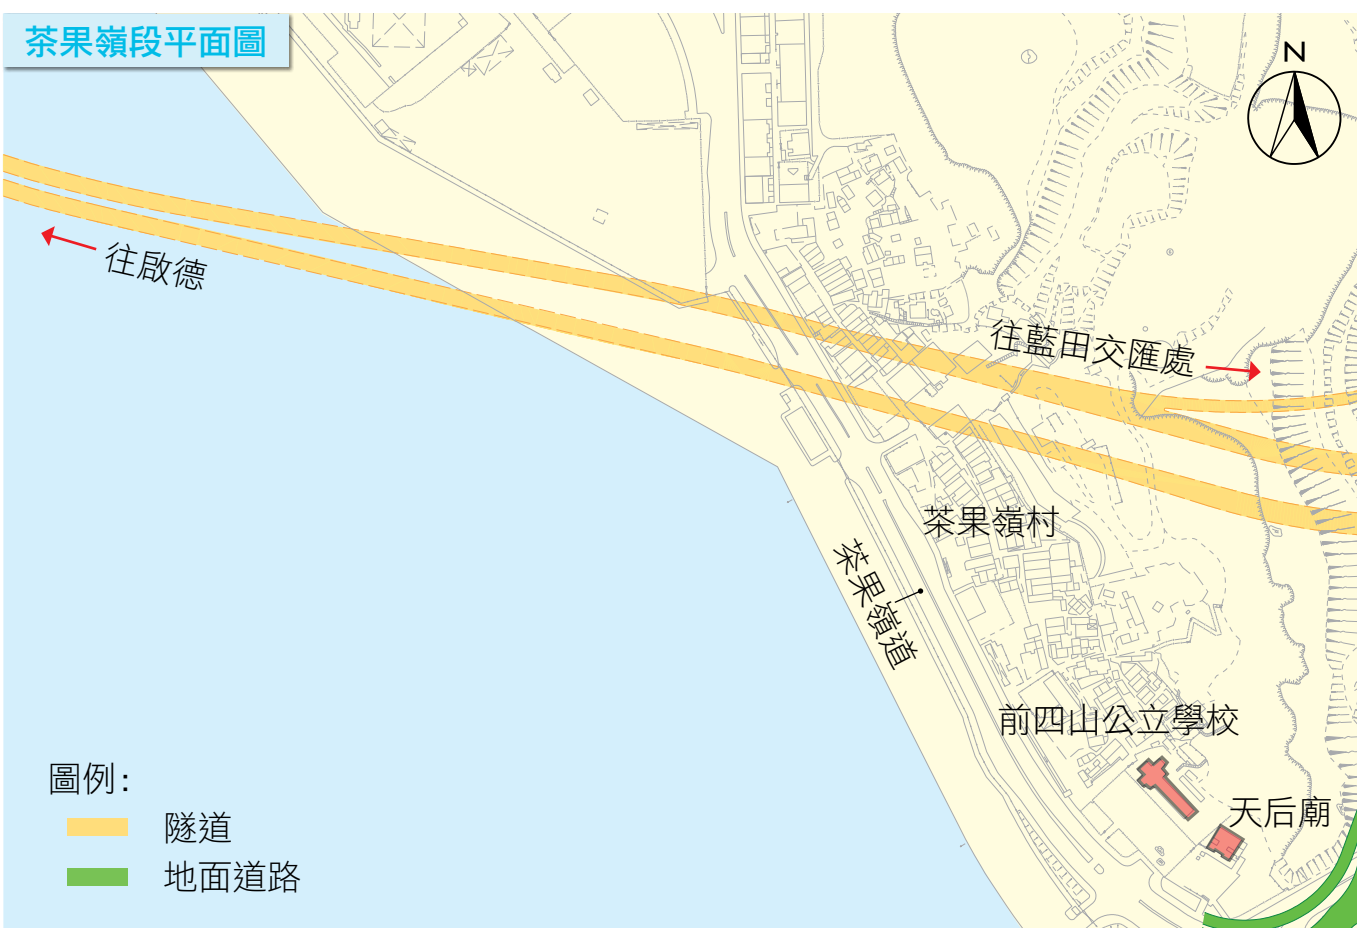 茶果嶺段平面圖
N
往啟德
往藍田交匯處
茶果嶺村
茶果嶺道
前四山公立學校
天后廟
圖例:
隧道
地面道路